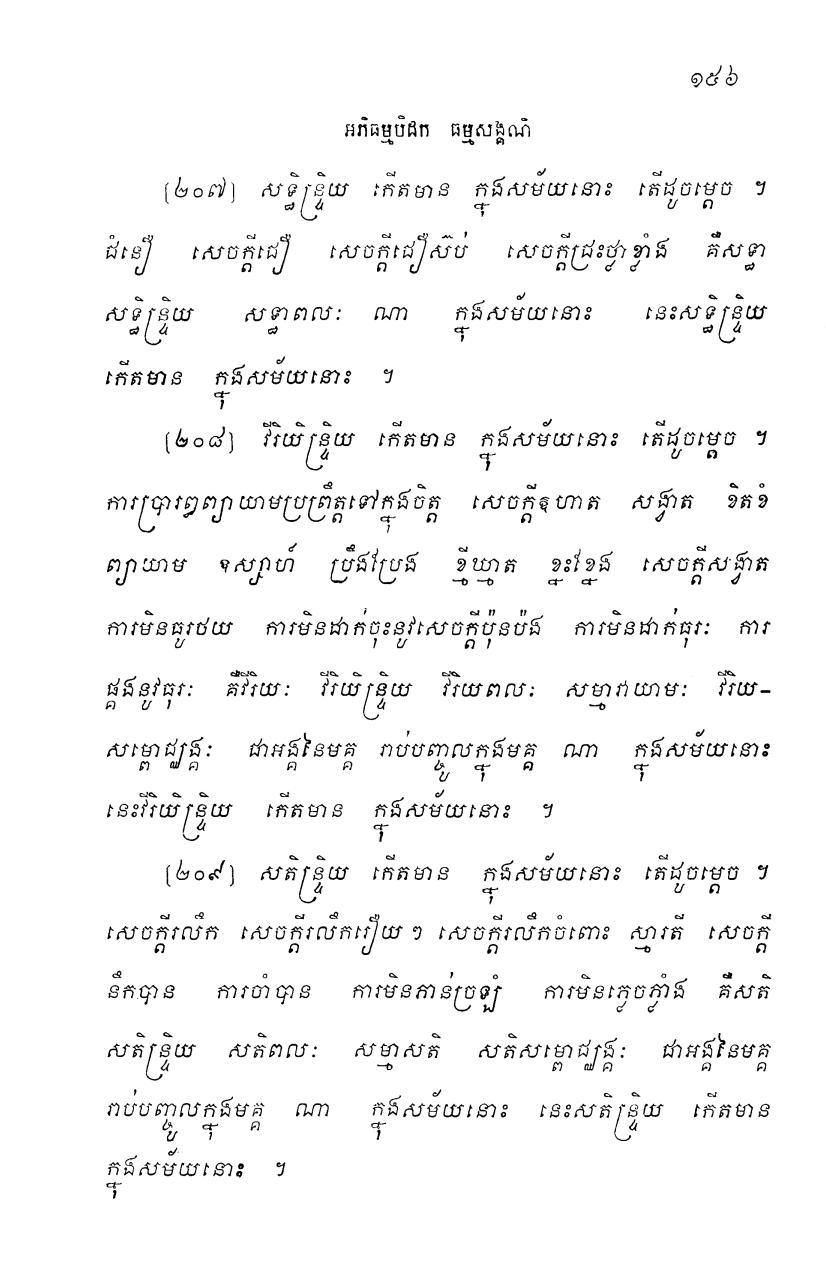 ១៥៦
អភិធម្មបិដក ធម្មសង្គណិ
[២០៧] សទ្ធិន្ទ្រិយ កើតមាន ក្នុងសម័យនោះ តើដូចម្តេច ។
ជំនឿ សេចក្តីជឿ សេចក្តីជឿស៊ប់ សេចក្តីជ្រះថ្លាខ្លាំង គឺសទ្ធា
សទ្ធិន្ទ្រិយ សទ្ធាពលៈ ណា ក្នុងសម័យនោះ នេះសទ្ធិន្ទ្រិយ
កើតមាន ក្នុងសម័យនោះ ។
[២០៨] វីរិយិន្ទ្រិយ កើតមាន ក្នុងសម័យនោះ តើដូចម្តេច ។
ការប្រារព្ធព្យាយាមប្រព្រឹត្តទៅក្នុងចិត្ត សេចក្តីឧហាត សង្វាត ខិតខំ
ព្យាយាម ឧស្សាហ៍ ប្រឹងប្រែង ខ្មីឃ្មាត ខ្នះខ្នែង សេចក្តីសង្វាត
ការមិនធូរថយ ការមិនដាក់ចុះនូវសេចក្តីប៉ុនប៉ង ការមិនដាក់ធុរៈ ការ
ផ្គងនូវធុរៈ គឺវីរិយៈ វីរិយិន្ទ្រិយ វីរិយពលៈ សម្មាវាយាមៈ វីរិយ-
សម្ពោជ្ឈង្គៈ ជាអង្គនៃមគ្គ រាប់បញ្ចូលក្នុងមគ្គ ណា ក្នុងសម័យនោះ
នេះវីរិយិន្ទ្រិយ កើតមាន ក្នុងសម័យនោះ ។
[២០៩] សតិន្ទ្រិយ កើតមាន ក្នុងសម័យនោះ តើដូចម្តេច ។
សេចក្តីរលឹក សេចក្តីរលឹករឿយ ៗ សេចក្តីរលឹកចំពោះ ស្មារតី សេចក្តី
នឹកបាន ការចាំបាន ការមិនកាន់ច្រឡំ ការមិនភ្លេចភ្លាំង គឺសតិ
សតិន្ទ្រិយ សតិពលៈ សម្មាសតិ សតិសម្ពោជ្ឈង្គៈ ជាអង្គនៃមគ្គ
រាប់បញ្ចូលក្នុងមគ្គ ណា ក្នុងសម័យនោះ នេះសតិន្ទ្រិយ កើតមាន
ក្នុងសម័យនោះ ។